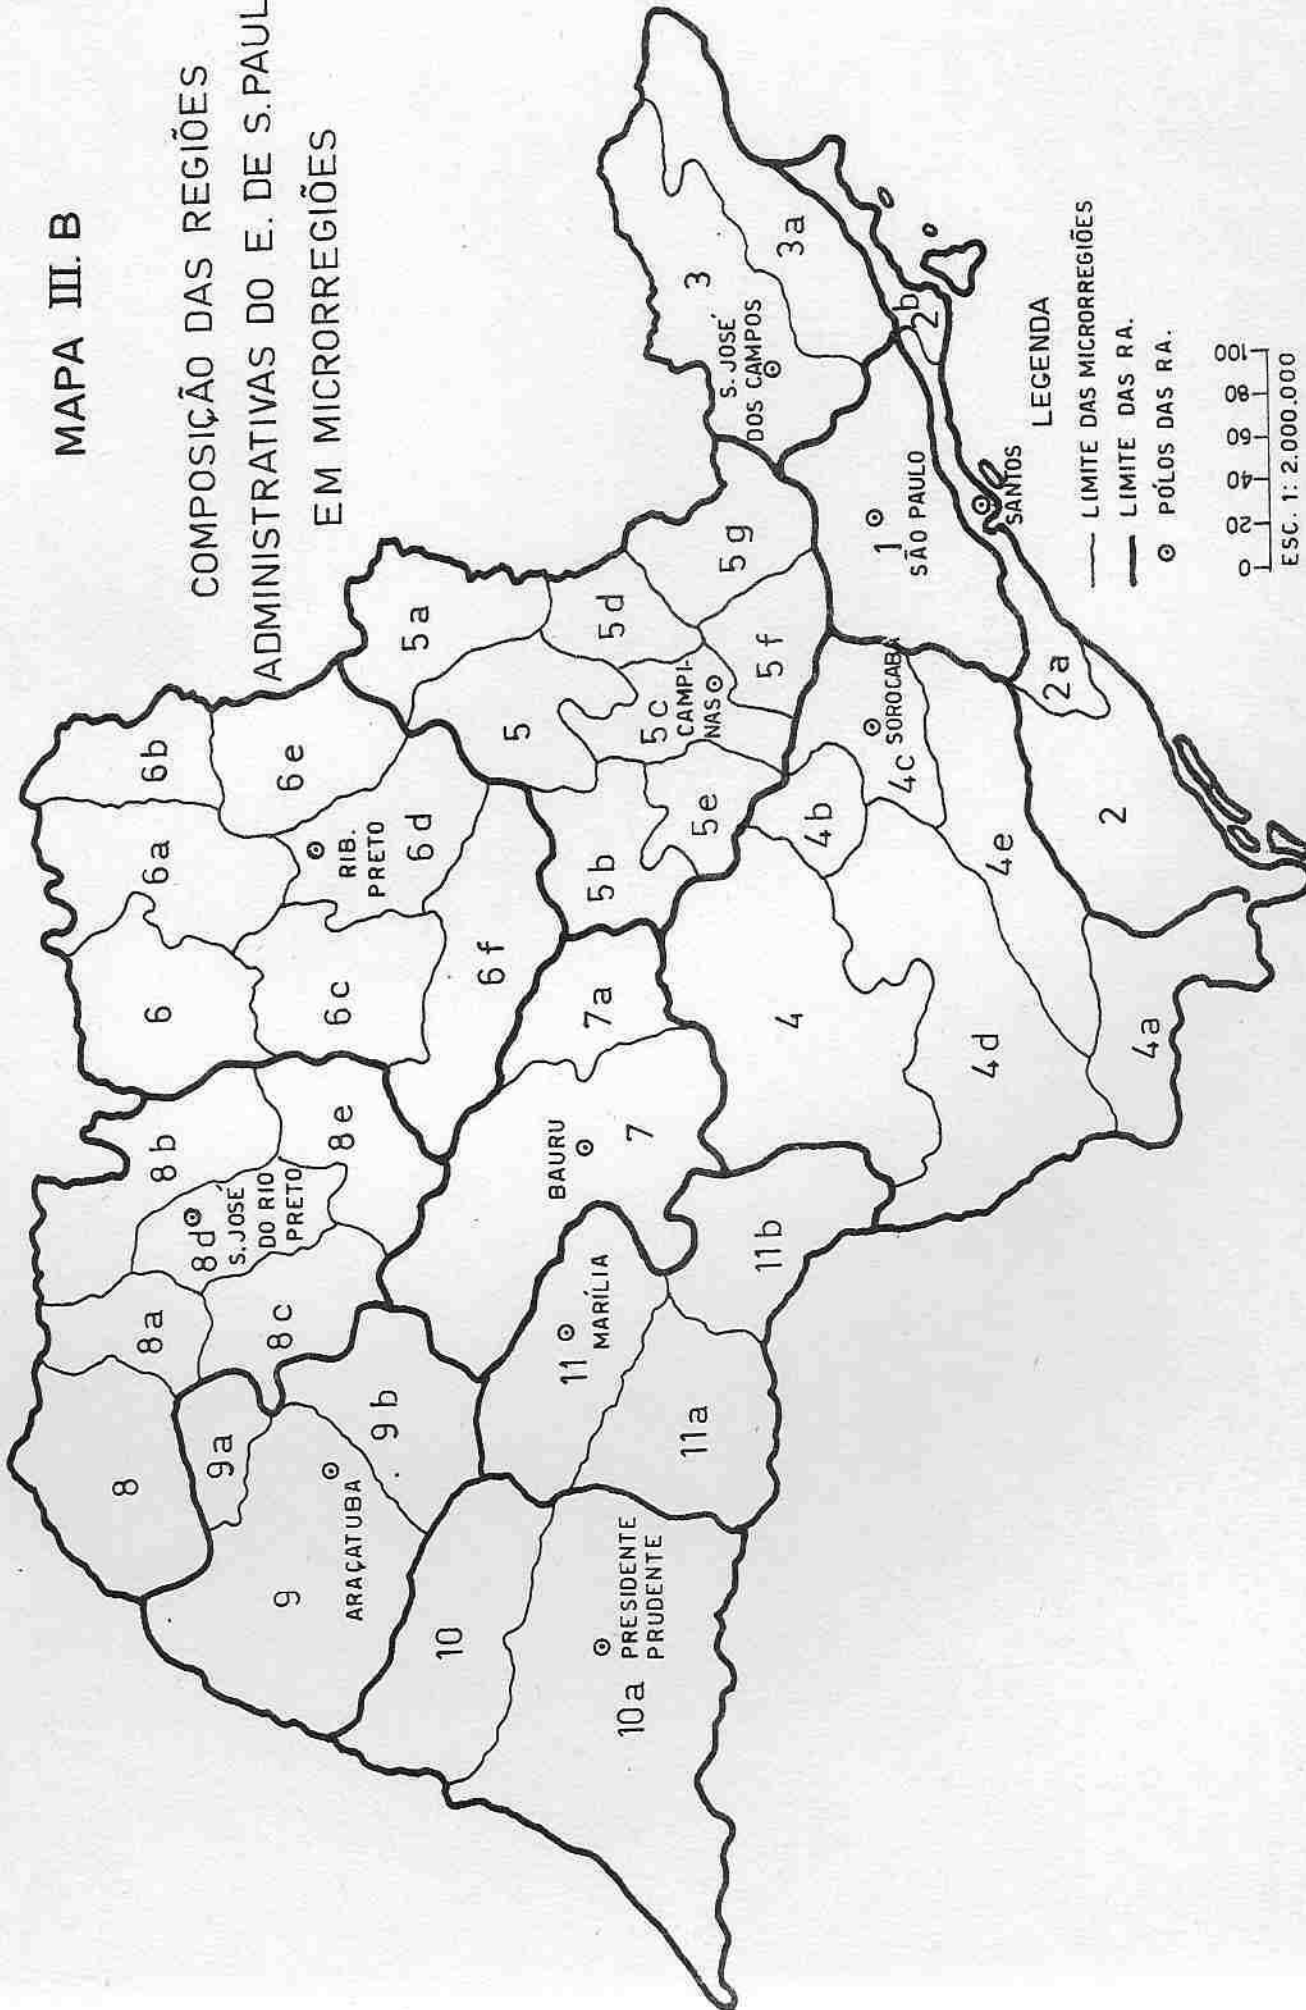 MAPA III. B
COMPOSIÇÃO DAS REGIÕES
ADMINISTRATIVAS DO E. DE S.PAUL
EM MICRORREGIÕES
8
8a
8b
8d
S. JOSÉ
DO RIO
PRETO
8c
8e
9a
9
ARAÇATUBA
9b
6
6a
6b
6c
RIB.
PRETO
6d
6e
6f
10
10a
PRESIDENTE
PRUDENTE
11
MARÍLIA
11a
11b
BAURU
7
7a
5
5a
5b
5c
CAMPI-
NAS
5d
5e
5f
5g
4
4a
4b
4c
SOROCABA
4d
4e
3
S. JOSÉ
DOS CAMPOS
3a
1
SÃO PAULO
SANTOS
2
2a
2b
LEGENDA
LIMITE DAS MICRORREGIÕES
LIMITE DAS RA.
PÓLOS DAS RA.
0 20 40 60 80 100
ESC. 1: 2.000.000